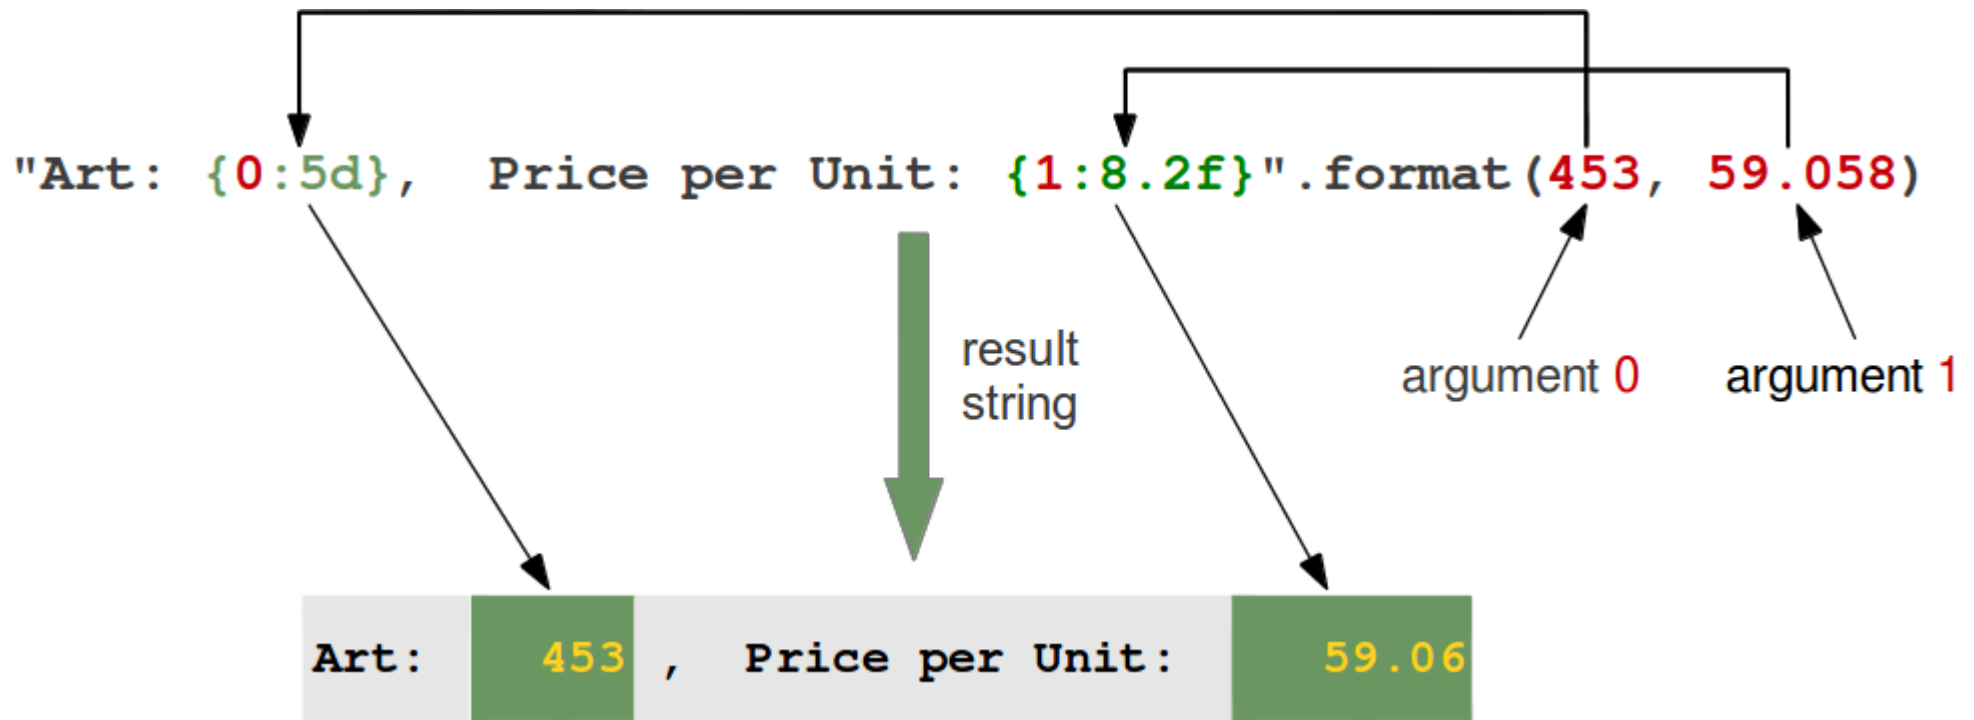 "Art: {0:5d},  Price per Unit: {1:8.2f}".format(453, 59.058)
result
string
argument 0 argument 1
Art:    453 ,  Price per Unit:    59.06